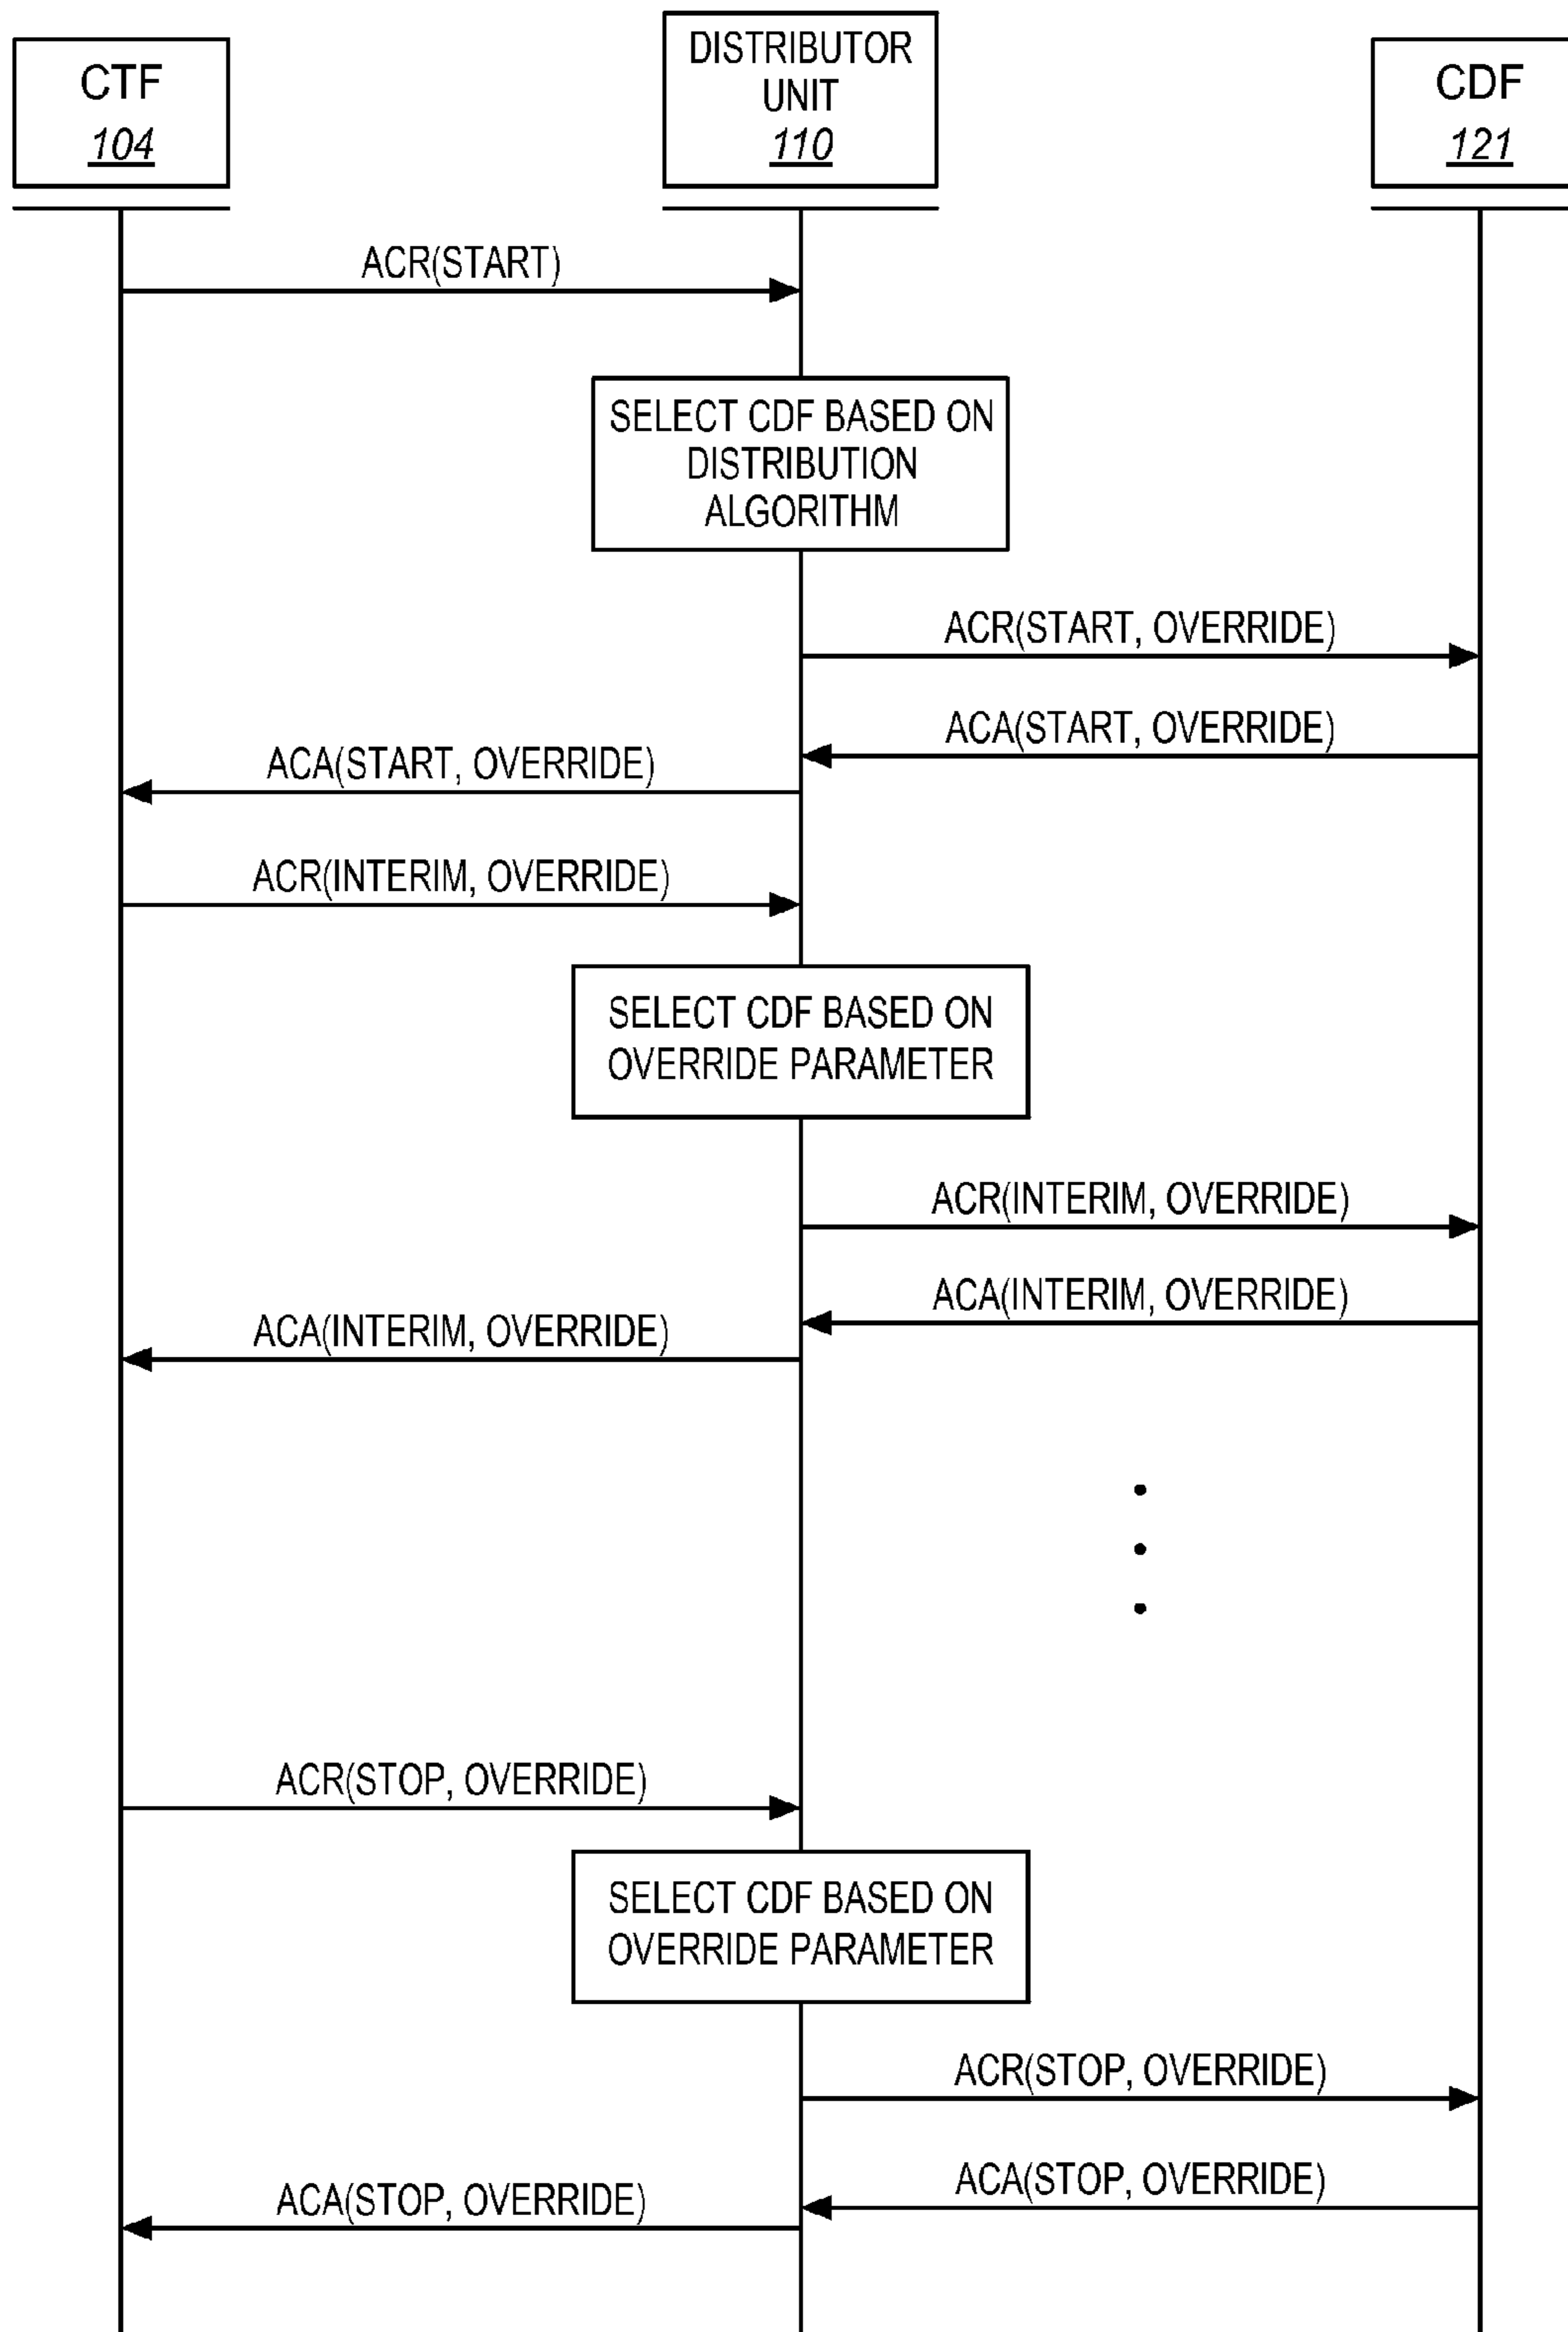 CTF
104
DISTRIBUTOR
UNIT
110
CDF
121
ACR(START)
SELECT CDF BASED ON
DISTRIBUTION
ALGORITHM
ACR(START, OVERRIDE)
ACA(START, OVERRIDE)
ACA(START, OVERRIDE)
ACR(INTERIM, OVERRIDE)
SELECT CDF BASED ON
OVERRIDE PARAMETER
ACR(INTERIM, OVERRIDE)
ACA(INTERIM, OVERRIDE)
ACA(INTERIM, OVERRIDE)
ACR(STOP, OVERRIDE)
SELECT CDF BASED ON
OVERRIDE PARAMETER
ACR(STOP, OVERRIDE)
ACA(STOP, OVERRIDE)
ACA(STOP, OVERRIDE)